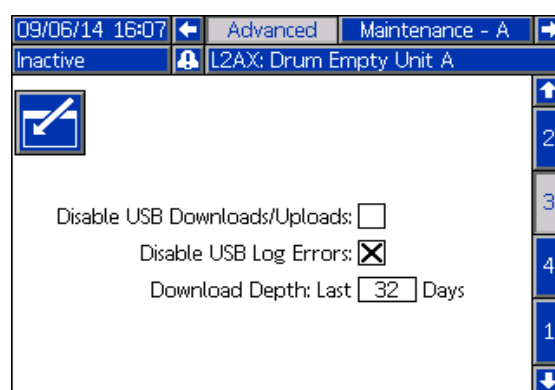 09/06/14 16:07 Advanced Maintenance - A
Inactive L2AX: Drum Empty Unit A
2
3
Disable USB Downloads/Uploads:
Disable USB Log Errors:
4
Download Depth: Last 32 Days
1